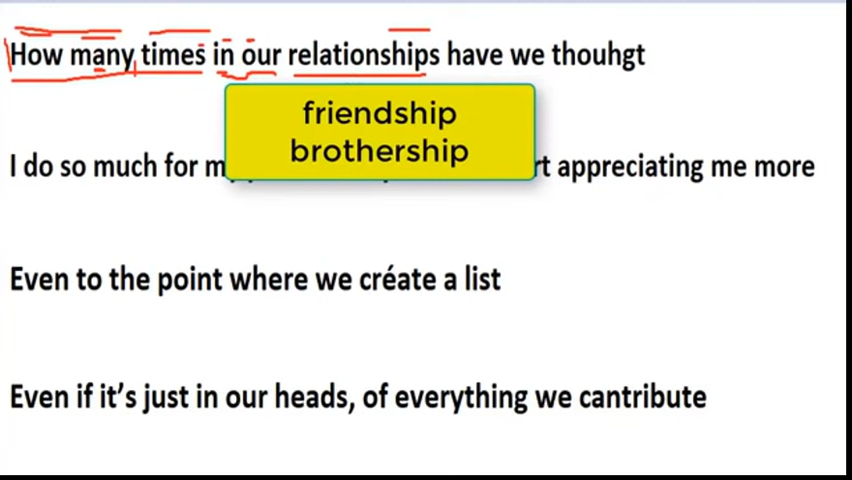 How many times in our relationships have we thouhgt
friendship
brothership
I do so much for my appreciating me more
Even to the point where we créate a list
Even if it's just in our heads, of everything we cantribute